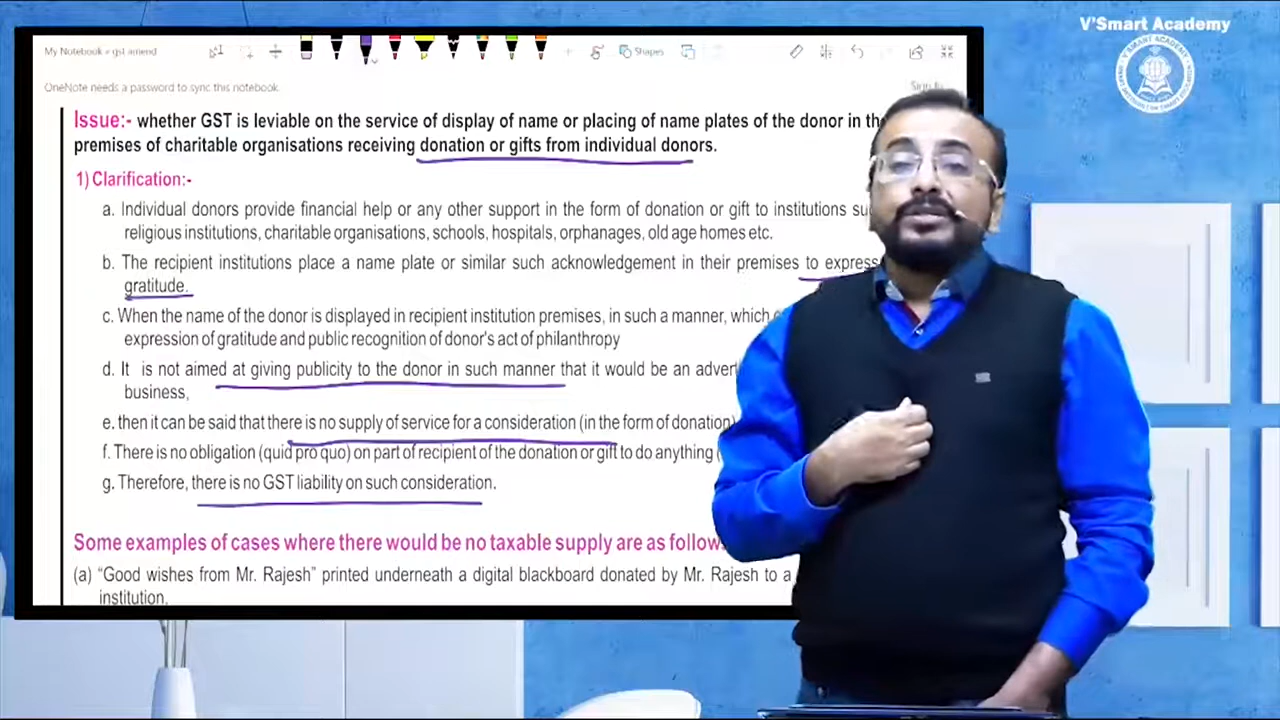 V'Smart Academy
My Notebook » gst amend
Shapes
OneNote needs a password to sync this notebook.
Issue:- whether GST is leviable on the service of display of name or placing of name plates of the donor in
premises of charitable organisations receiving donation or gifts from individual donors.
1) Clarification:-
a. Individual donors provide financial help or any other support in the form of donation or gift to institutions
religious institutions, charitable organisations, schools, hospitals, orphanages, old age homes etc.
b. The recipient institutions place a name plate or similar such acknowledgement in their premises to express
gratitude.
c. When the name of the donor is displayed in recipient institution premises, in such a manner, which
expression of gratitude and public recognition of donor's act of philanthropy
d. It is not aimed at giving publicity to the donor in such manner that it would be an
business,
e. then it can be said that there is no supply of service for a consideration (in the form of donation)
f. There is no obligation (quid pro quo) on part of recipient of the donation or gift to do anything
g. Therefore, there is no GST liability on such consideration.
Some examples of cases where there would be no taxable supply are as
(a) “Good wishes from Mr. Rajesh” printed underneath a digital blackboard donated by Mr. Rajesh to a
institution.